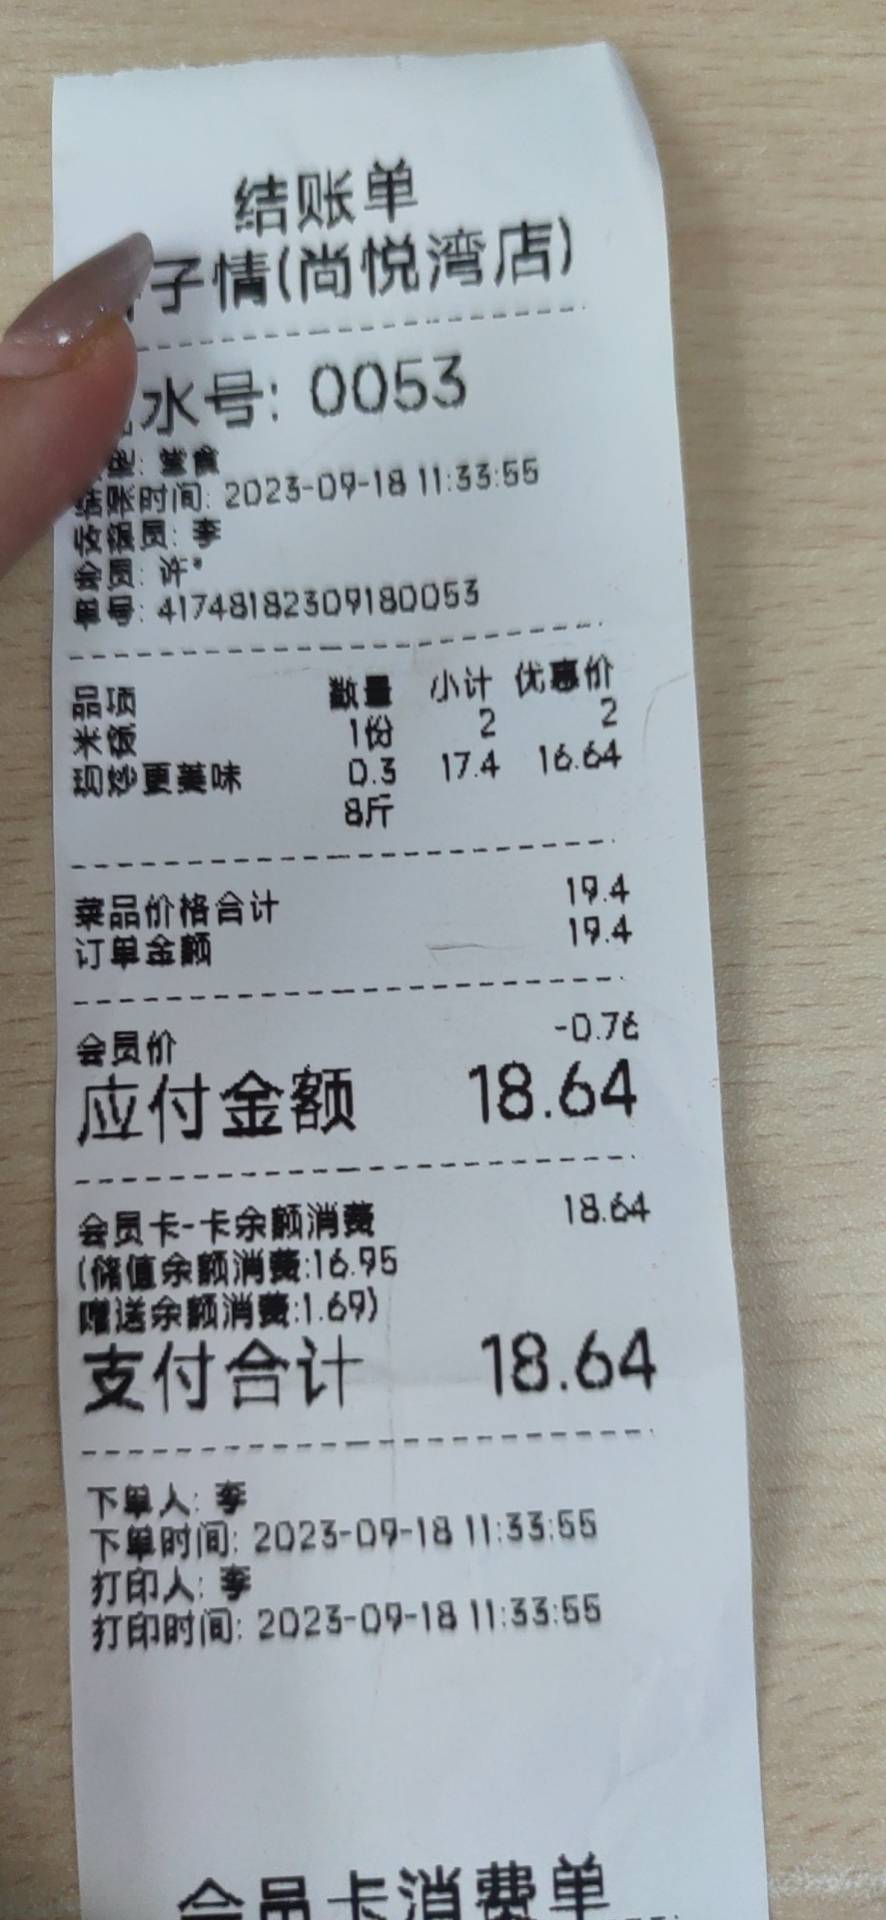 结账单
子情(尚悦湾店)
水号: 0053
型: 堂食
结账时间: 2023-09-18 11:33:55
收银员: 李
会员: 许*
单号: 41748182309180053
品项 数量 小计 优惠价
米饭 1份 2 2
现炒更美味 0.3 17.4 16.64
8斤
菜品价格合计 19.4
订单金额 19.4
会员价 -0.76
应付金额 18.64
会员卡-卡余额消费 18.64
(储值余额消费:16.95
赠送余额消费:1.69)
支付合计 18.64
下单人: 李
下单时间: 2023-09-18 11:33:55
打印人: 李
打印时间: 2023-09-18 11:33:55
会员卡消费单